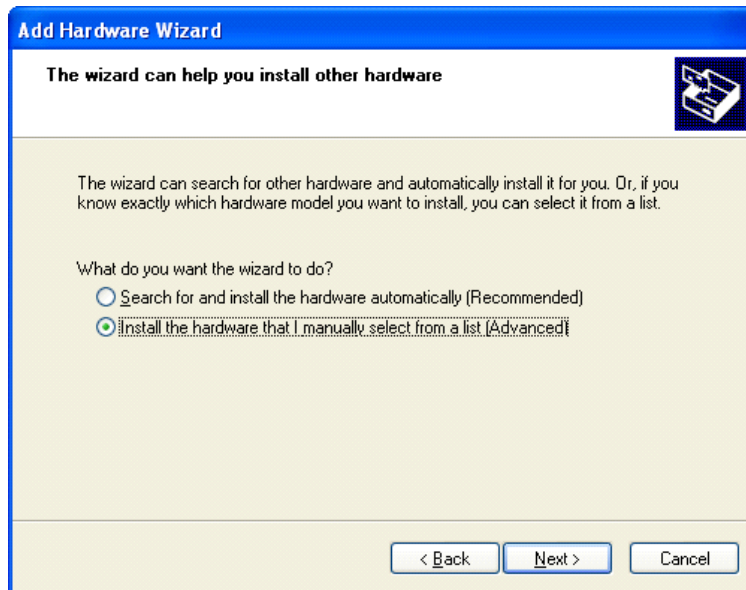 Add Hardware Wizard
The wizard can help you install other hardware
The wizard can search for other hardware and automatically install it for you. Or, if you
know exactly which hardware model you want to install, you can select it from a list.
What do you want the wizard to do?
Search for and install the hardware automatically (Recommended)
Install the hardware that I manually select from a list (Advanced)
< Back Next > Cancel